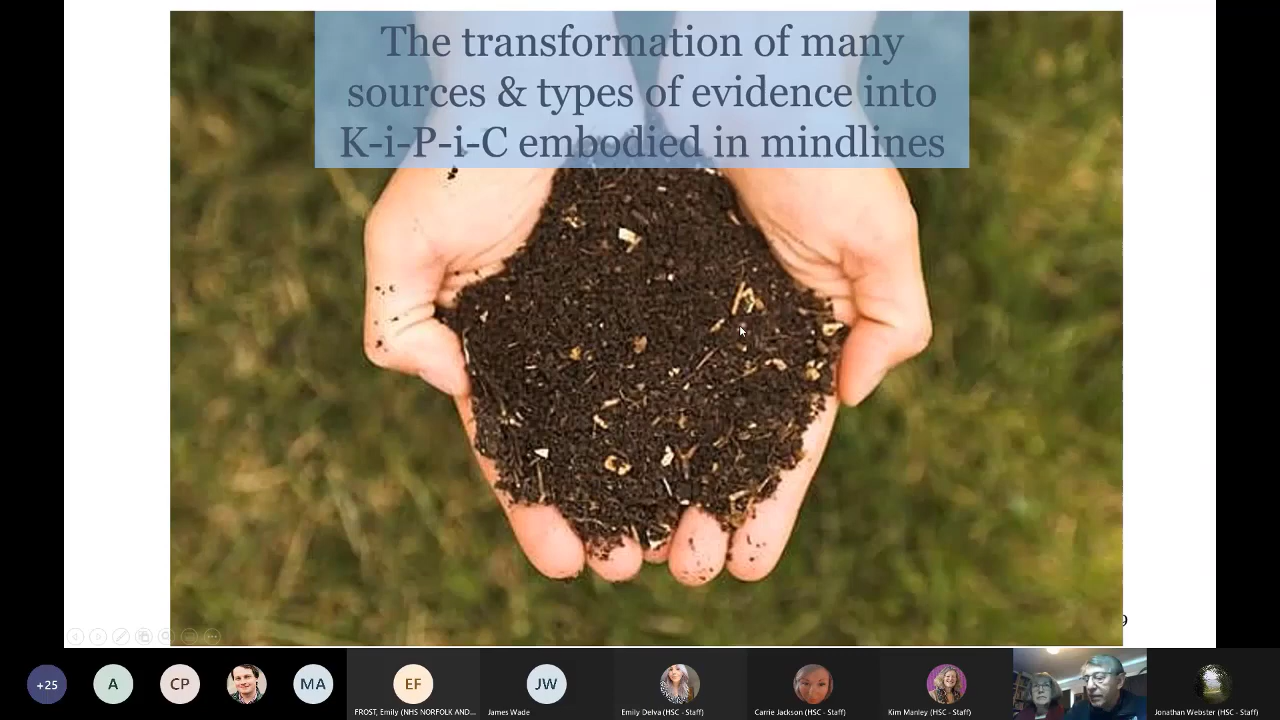 The transformation of many
sources & types of evidence into
K-i-P-i-C embodied in mindlines
9
+25
A
CP
MA
EF
JW
FROST, Emily (NHS NORFOLK AND...
James Wade
Emily Delva (HSC - Staff)
Carrie Jackson (HSC - Staff)
Kim Manley (HSC - Staff)
Jonathan Webster (HSC - Staff)